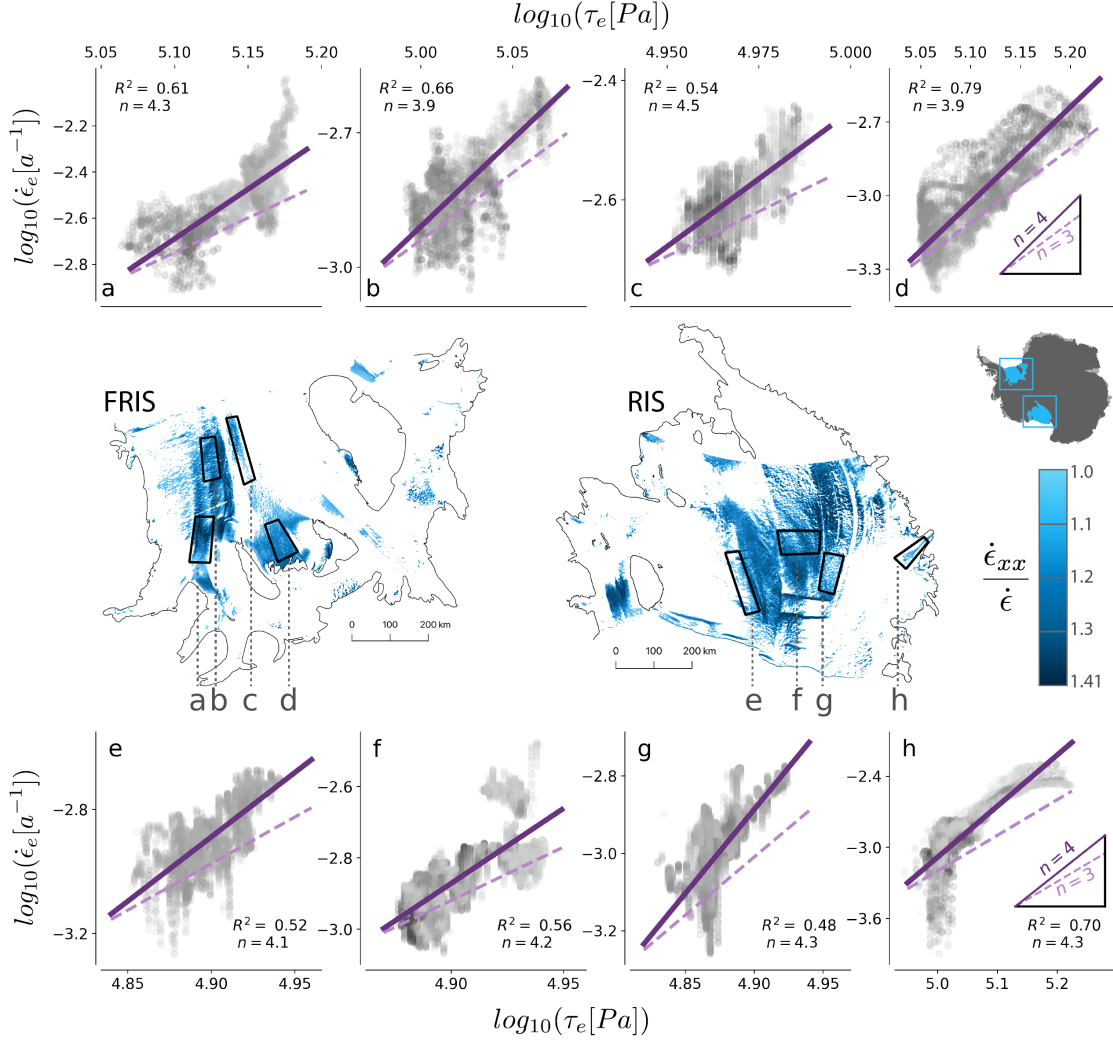 log₁₀(τₑ[Pa])
5.05 5.10 5.15 5.20
5.00 5.05
4.950 4.975 5.000
5.05 5.10 5.15 5.20
log₁₀(ε̇ₑ[a⁻¹])
−2.2
−2.4
−2.6
−2.8
R² = 0.61
n = 4.3
a
−2.7
−3.0
R² = 0.66
n = 3.9
b
−2.4
−2.6
R² = 0.54
n = 4.5
c
−2.7
−3.0
−3.3
R² = 0.79
n = 3.9
n = 4
n = 3
d
FRIS
0 100 200 km
a b c d
RIS
0 100 200 km
e f g h
ε̇ₓₓ
ε̇
1.0
1.1
1.2
1.3
1.41
log₁₀(ε̇ₑ[a⁻¹])
e
−2.8
−3.2
R² = 0.52
n = 4.1
4.85 4.90 4.95
f
−2.6
−2.8
−3.0
R² = 0.56
n = 4.2
4.90 4.95
g
−2.8
−3.0
−3.2
R² = 0.48
n = 4.3
4.85 4.90 4.95
h
−2.4
−3.0
−3.6
n = 4
n = 3
R² = 0.70
n = 4.3
5.0 5.1 5.2
log₁₀(τₑ[Pa])